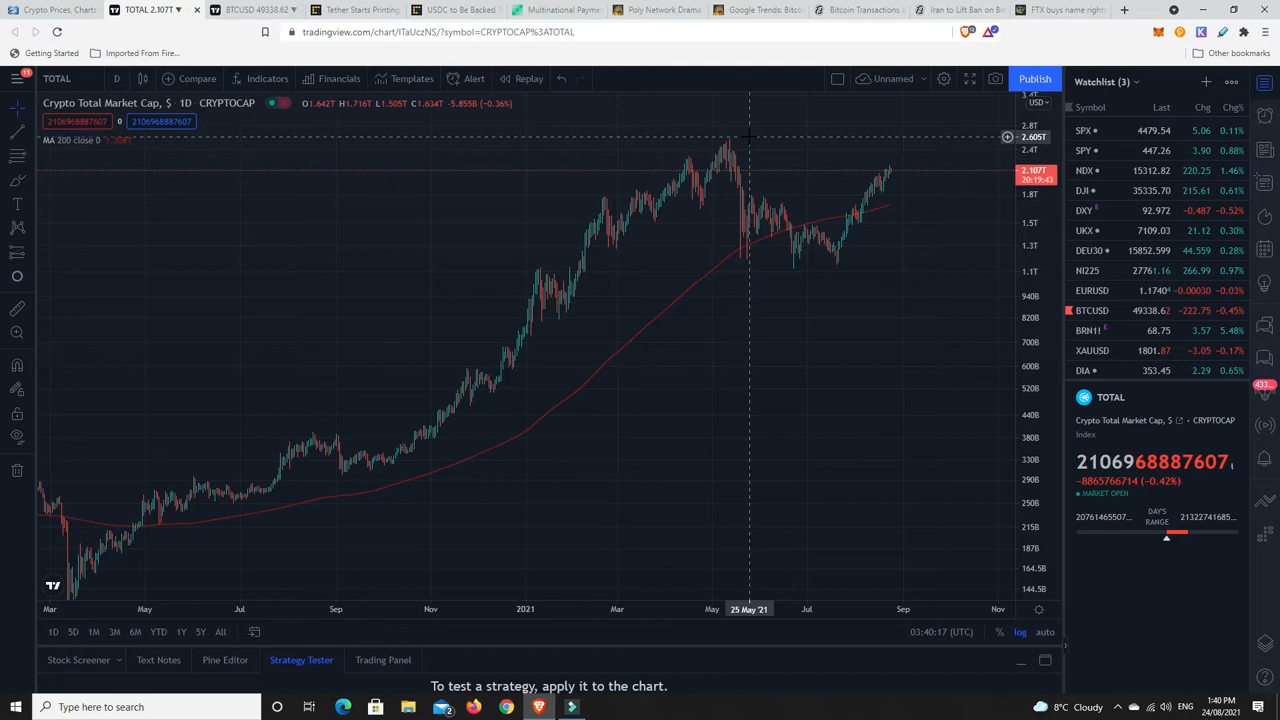 Crypto Prices, Charts
TOTAL 2.107T
BTCUSD 49338.62
Tether Starts Printing
USDC to Be Backed
Multinational Payme
Poly Network Drama
Google Trends: Bitcoi
Bitcoin Transactions
Iran to Lift Ban on Bit
FTX buys name rights
tradingview.com/chart/ITaUczNS/?symbol=CRYPTOCAP%3ATOTAL
Getting Started
Imported From Fire...
Other bookmarks
11
TOTAL
D
Compare
Indicators
Financials
Templates
Alert
Replay
Unnamed
Publish
Crypto Total Market Cap, $ · 1D · CRYPTOCAP
O1.642T H1.716T L1.505T C1.634T -5.855B (-0.36%)
2106968887607 0 2106968887607
MA 200 close 0 1.308T
3.4T
USD
2.8T
2.605T
2.4T
2.107T
20:19:43
1.8T
1.5T
1.3T
1.1T
940B
820B
700B
600B
520B
440B
380B
330B
290B
250B
215B
187B
164.5B
144.5B
Mar May Jul Sep Nov 2021 Mar May 25 May '21 Jul Sep Nov
1D 5D 1M 3M 6M YTD 1Y 5Y All
03:40:17 (UTC) % log auto
Stock Screener Text Notes Pine Editor Strategy Tester Trading Panel
To test a strategy, apply it to the chart.
Watchlist (3)
Symbol Last Chg Chg%
SPX 4479.54 5.06 0.11%
SPY 447.26 3.90 0.88%
NDX 15312.82 220.25 1.46%
DJI 35335.70 215.61 0.61%
DXY E 92.972 -0.487 -0.52%
UKX 7109.03 21.12 0.30%
DEU30 15852.599 44.559 0.28%
NI225 27761.16 266.99 0.97%
EURUSD 1.17404 -0.00030 -0.03%
BTCUSD 49338.62 -222.75 -0.45%
BRN1! E 68.75 3.57 5.48%
XAUUSD 1801.87 -3.05 -0.17%
DIA 353.45 2.29 0.65%
433...
TOTAL
Crypto Total Market Cap, $ · CRYPTOCAP
Index
2106968887607
−8865766714 (−0.42%)
MARKET OPEN
20761465507... DAY'S RANGE 21322741685...
Type here to search
2
8°C Cloudy
1:40 PM
24/08/2021